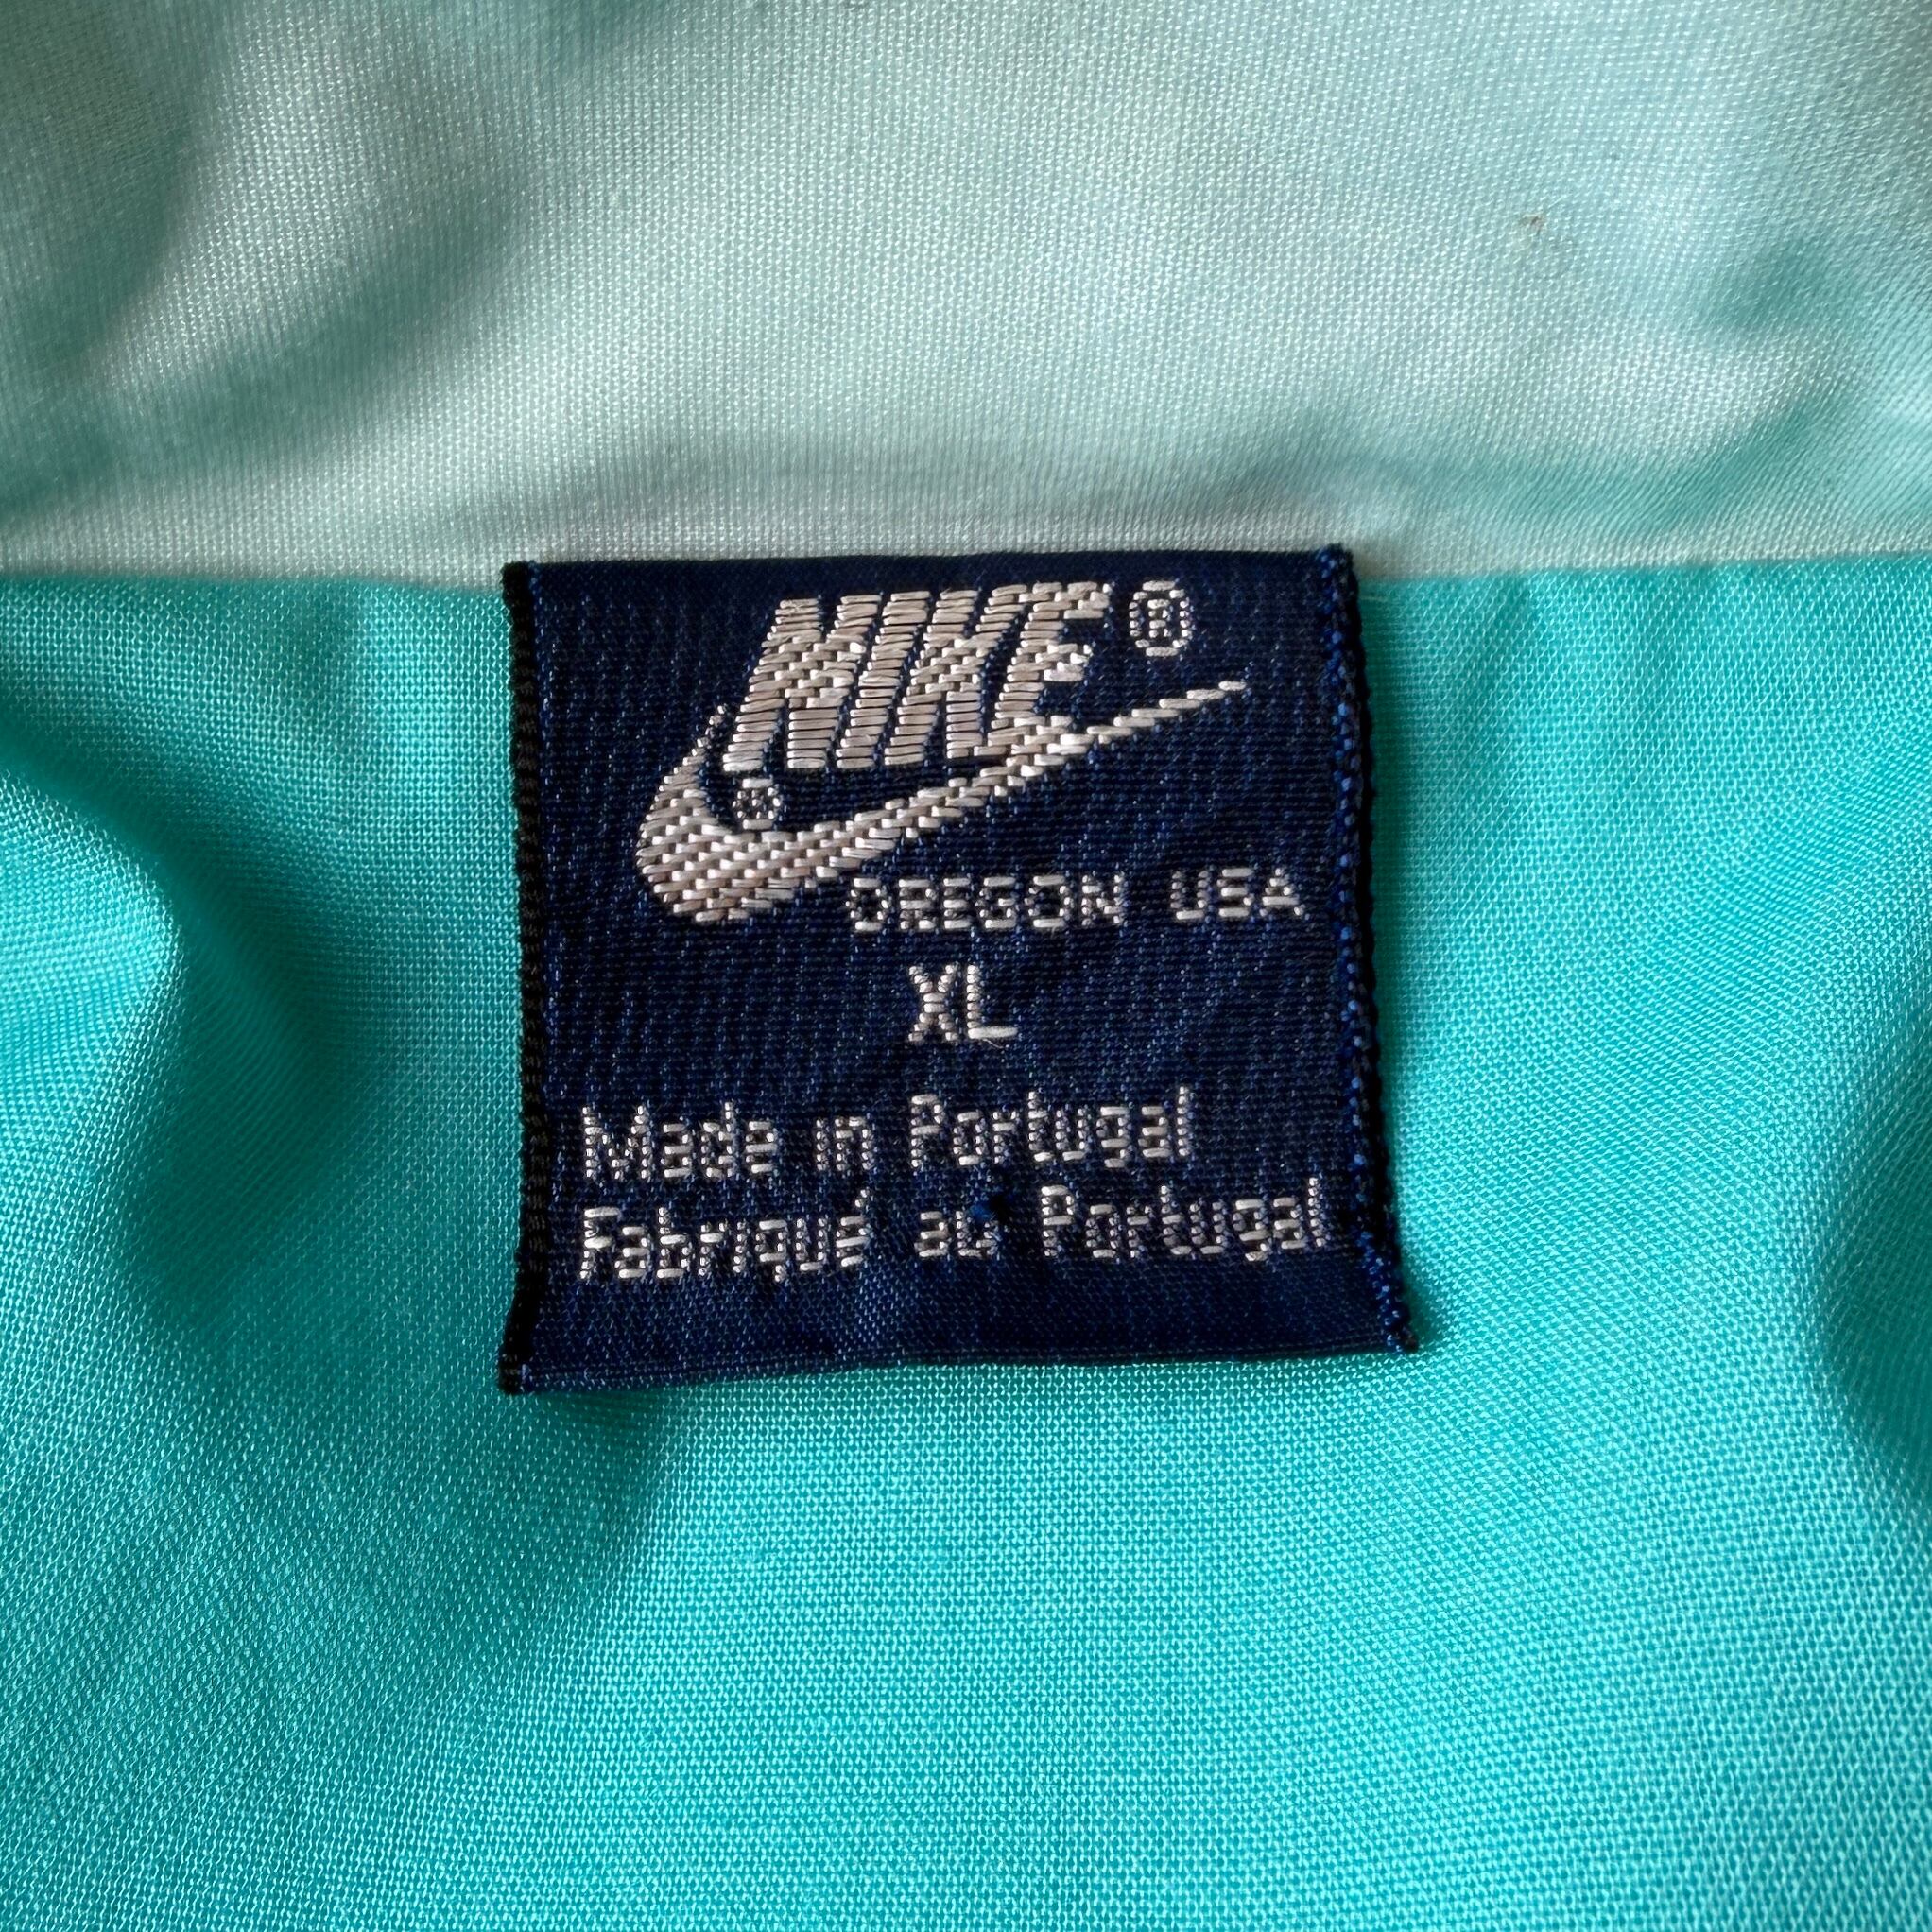 NIKE®
®
OREGON USA
XL
Made in Portugal
Fabriqué au Portugal